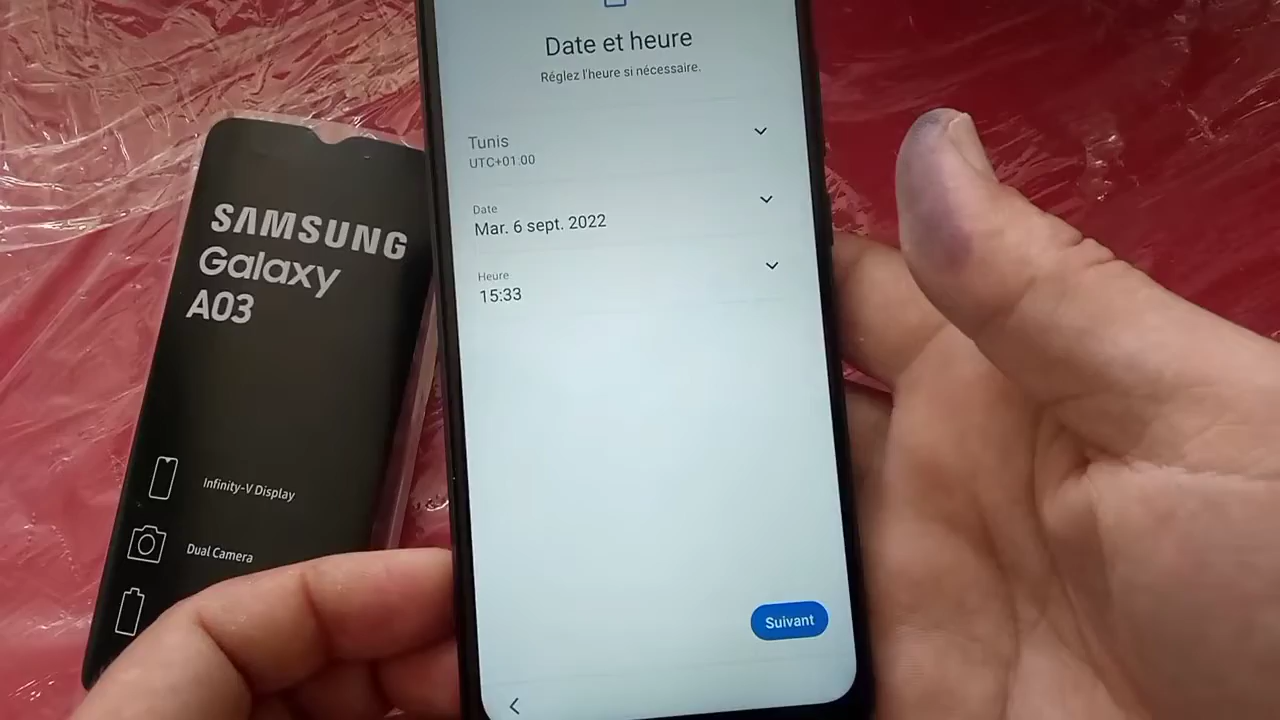 Date et heure
Réglez l'heure si nécessaire.
Tunis
UTC+01:00
Date
Mar. 6 sept. 2022
Heure
15:33
Suivant
SAMSUNG
Galaxy
A03
Infinity-V Display
Dual Camera